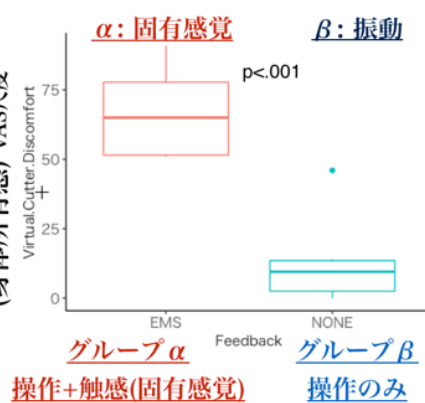 α: 固有感覚
β: 振動
p<.001
Virtual.Cutter.Discomfort
75
50
25
0
EMS
NONE
Feedback
グループα
グループβ
操作+触感(固有感覚)
操作のみ